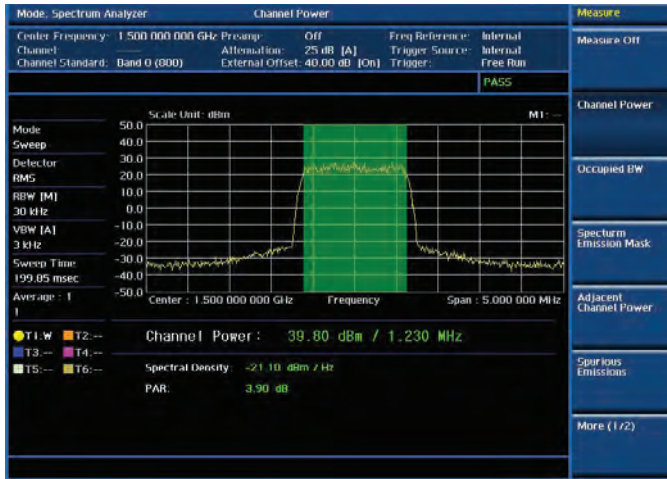 Mode: Spectrum Analyzer Channel Power Measure
Center Frequency: 1.500 000 000 GHz Preamp: Off Freq Reference: Internal
Channel: ---- Attenuation: 25 dB [A] Trigger Source: Internal
Channel Standard: Band 0 (800) External Offset: 40.00 dB [On] Trigger: Free Run
PASS
Measure Off
Channel Power
Occupied BW
Specturm
Emission Mask
Adjacent
Channel Power
Spurious
Emissions
More (1/2)
Mode
Sweep
Detector
RMS
RBW [M]
30 kHz
VBW [A]
3 kHz
Sweep Time
199.05 msec
Average : 1
1
T1.W T2:--
T3.-- T4.--
T5:-- T6:--
Scale Unit: dBm M1: --
50.0
40.0
30.0
20.0
10.0
0.0
-10.0
-20.0
-30.0
-40.0
-50.0
Center : 1.500 000 000 GHz Frequency Span : 5.000 000 MHz
Channel Power: 39.80 dBm / 1.230 MHz
Spectral Density: -21.10 dBm / Hz
PAR: 3.90 dB